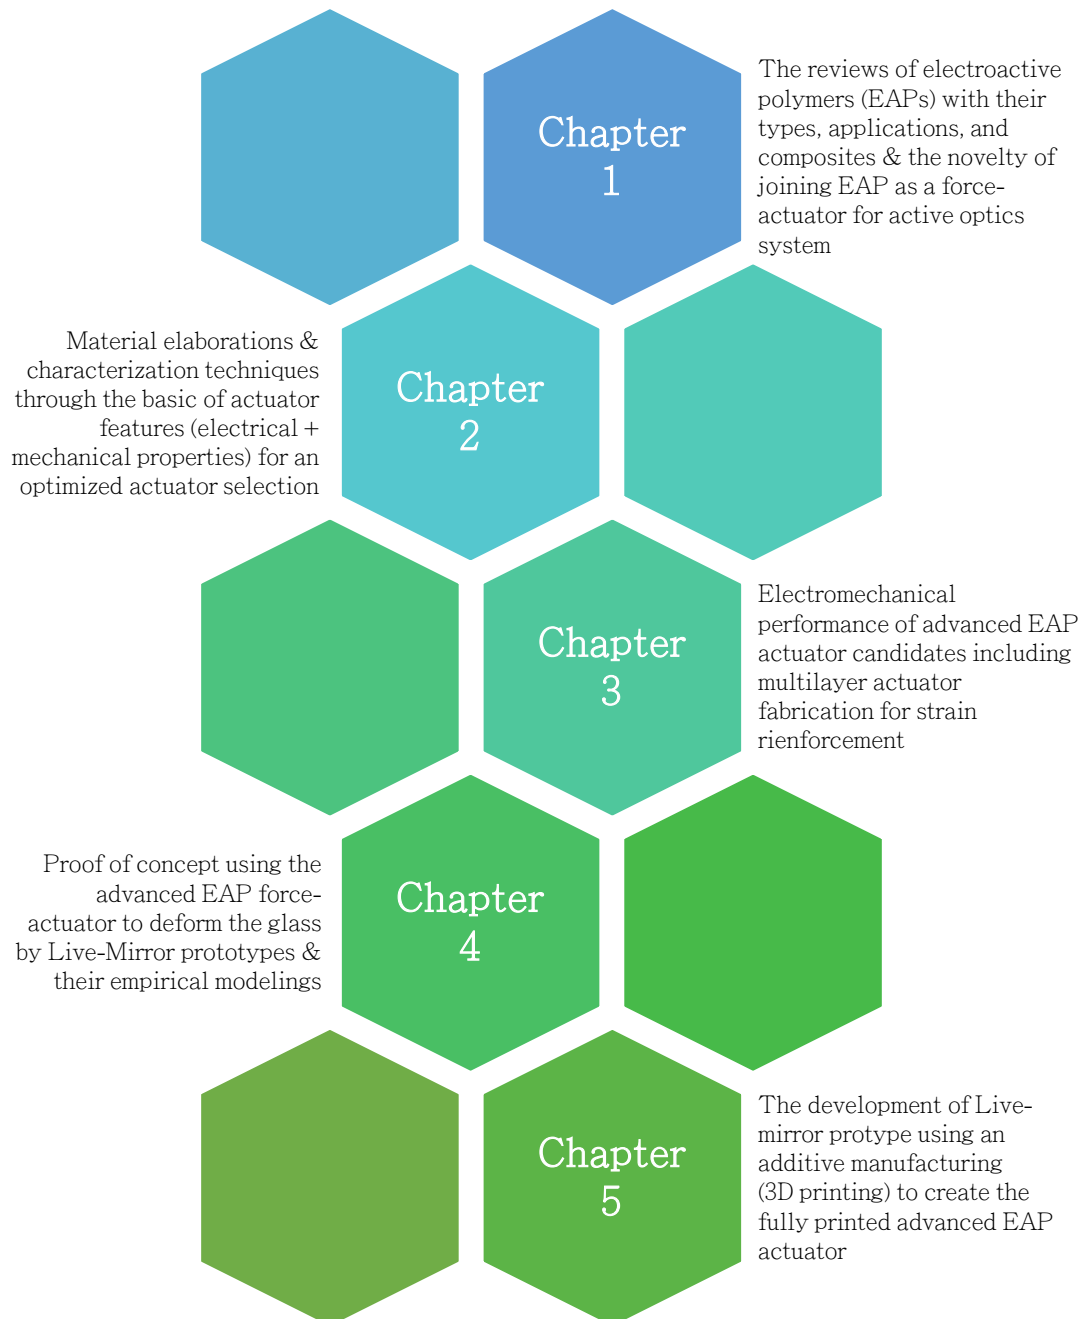 Chapter
1
The reviews of electroactive
polymers (EAPs) with their
types, applications, and
composites & the novelty of
joining EAP as a force-
actuator for active optics
system
Material elaborations &
characterization techniques
through the basic of actuator
features (electrical +
mechanical properties) for an
optimized actuator selection
Chapter
2
Chapter
3
Electromechanical
performance of advanced EAP
actuator candidates including
multilayer actuator
fabrication for strain
rienforcement
Proof of concept using the
advanced EAP force-
actuator to deform the glass
by Live-Mirror prototypes &
their empirical modelings
Chapter
4
Chapter
5
The development of Live-
mirror protype using an
additive manufacturing
(3D printing) to create the
fully printed advanced EAP
actuator